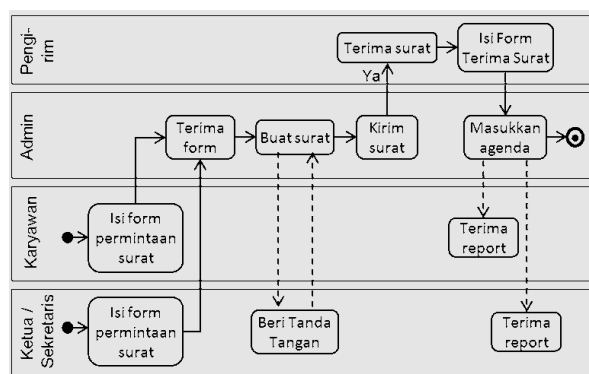 Pengi-
rim
Terima surat
Isi Form
Terima Surat
Ya
Admin
Terima
form
Buat surat
Kirim
surat
Masukkan
agenda
Karyawan
Isi form
permintaan
surat
Terima
report
Ketua /
Sekretaris
Isi form
permintaan
surat
Beri Tanda
Tangan
Terima
report